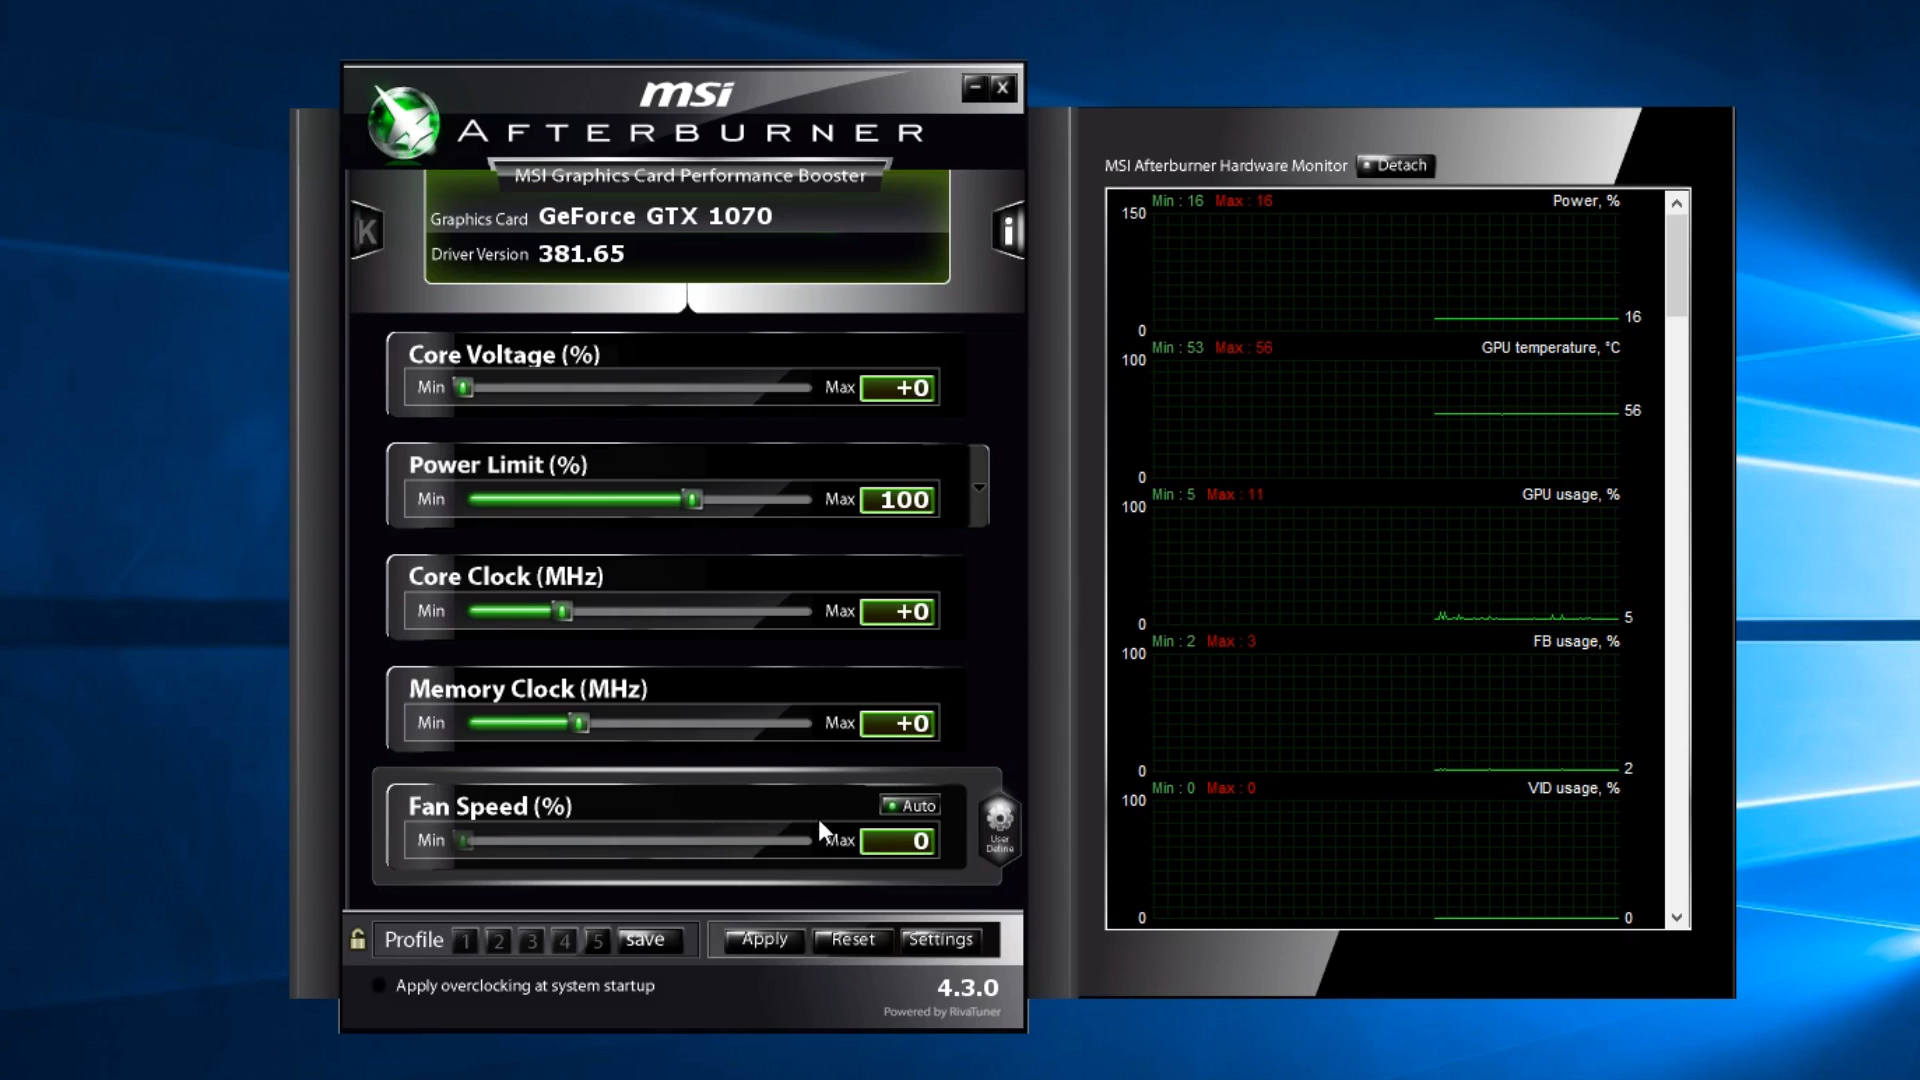 msi
AFTERBURNER
MSI Graphics Card Performance Booster
K
Graphics Card GeForce GTX 1070
i
Driver Version 381.65
Core Voltage (%)
Min Max +0
Power Limit (%)
Min Max 100
Core Clock (MHz)
Min Max +0
Memory Clock (MHz)
Min Max +0
Fan Speed (%) Auto
Min Max 0
User Define
Profile 1 2 3 4 5 save Apply Reset Settings
Apply overclocking at system startup 4.3.0
Powered by RivaTuner
MSI Afterburner Hardware Monitor Detach
Min : 16 Max : 16 Power, %
150
16
0
Min : 53 Max : 56 GPU temperature, °C
100
56
0
Min : 5 Max : 11 GPU usage, %
100
5
0
Min : 2 Max : 3 FB usage, %
100
2
0
Min : 0 Max : 0 VID usage, %
100
0 0